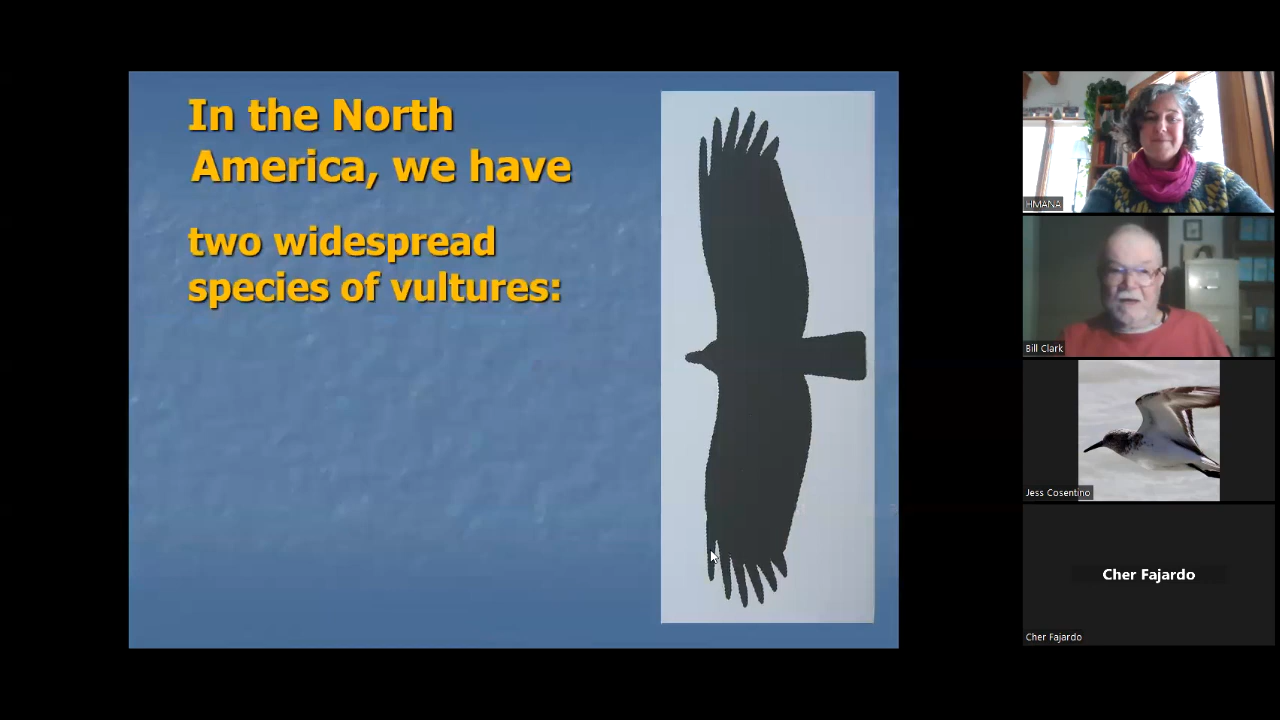 In the North
America, we have
two widespread
species of vultures:
HMANA
Bill Clark
Jess Cosentino
Cher Fajardo
Cher Fajardo